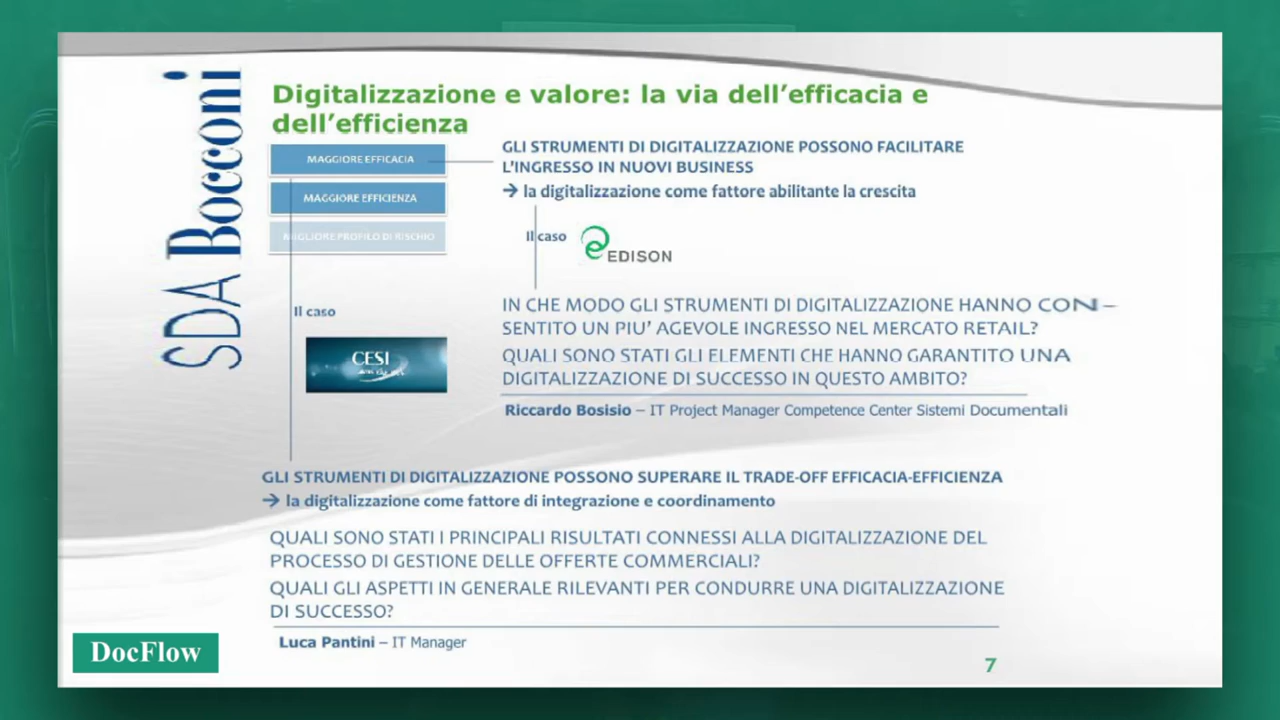 SDA Bocconi
Digitalizzazione e valore: la via dell’efficacia e
dell’efficienza
MAGGIORE EFFICACIA
MAGGIORE EFFICIENZA
MIGLIORE PROFILO DI RISCHIO
GLI STRUMENTI DI DIGITALIZZAZIONE POSSONO FACILITARE
L’INGRESSO IN NUOVI BUSINESS
→ la digitalizzazione come fattore abilitante la crescita
Il caso
EDISON
IN CHE MODO GLI STRUMENTI DI DIGITALIZZAZIONE HANNO CON–
SENTITO UN PIU’ AGEVOLE INGRESSO NEL MERCATO RETAIL?
QUALI SONO STATI GLI ELEMENTI CHE HANNO GARANTITO UNA
DIGITALIZZAZIONE DI SUCCESSO IN QUESTO AMBITO?
Riccardo Bosisio – IT Project Manager Competence Center Sistemi Documentali
Il caso
CESI
GLI STRUMENTI DI DIGITALIZZAZIONE POSSONO SUPERARE IL TRADE-OFF EFFICACIA-EFFICIENZA
→ la digitalizzazione come fattore di integrazione e coordinamento
QUALI SONO STATI I PRINCIPALI RISULTATI CONNESSI ALLA DIGITALIZZAZIONE DEL
PROCESSO DI GESTIONE DELLE OFFERTE COMMERCIALI?
QUALI GLI ASPETTI IN GENERALE RILEVANTI PER CONDURRE UNA DIGITALIZZAZIONE
DI SUCCESSO?
Luca Pantini – IT Manager
DocFlow
7